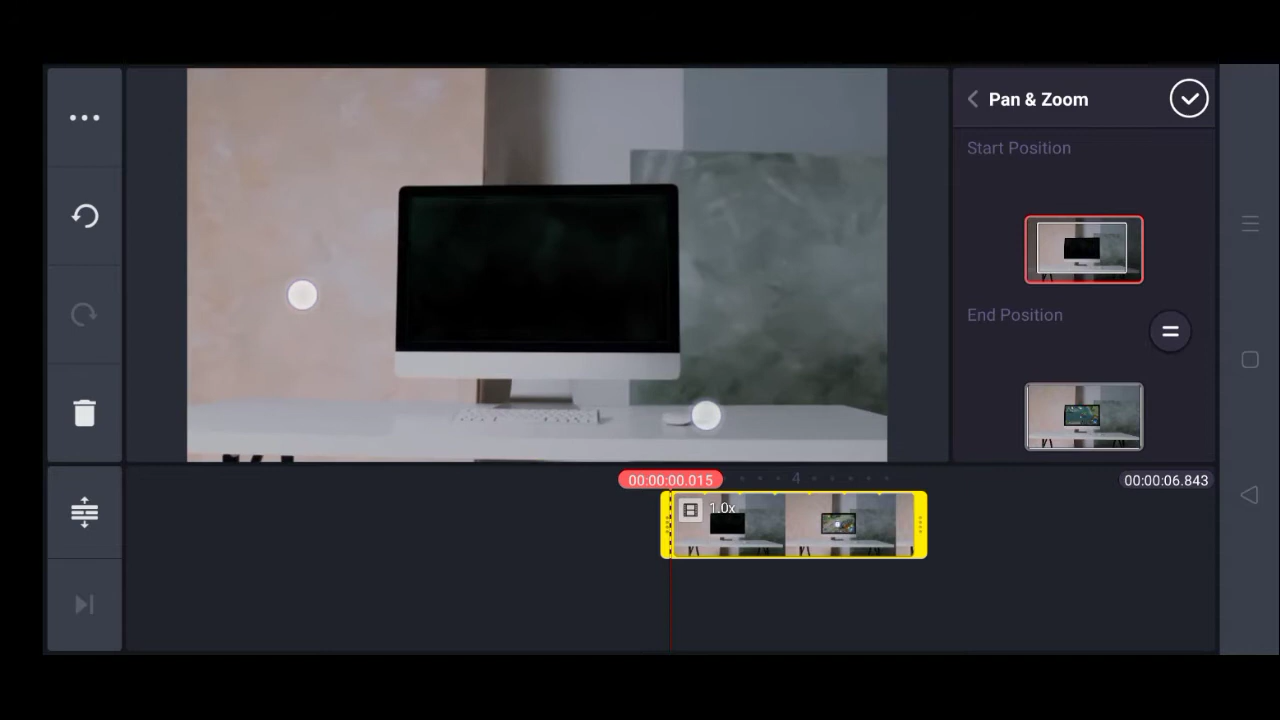 Pan & Zoom
Start Position
End Position
00:00:00.015
4
00:00:06.843
1.0x